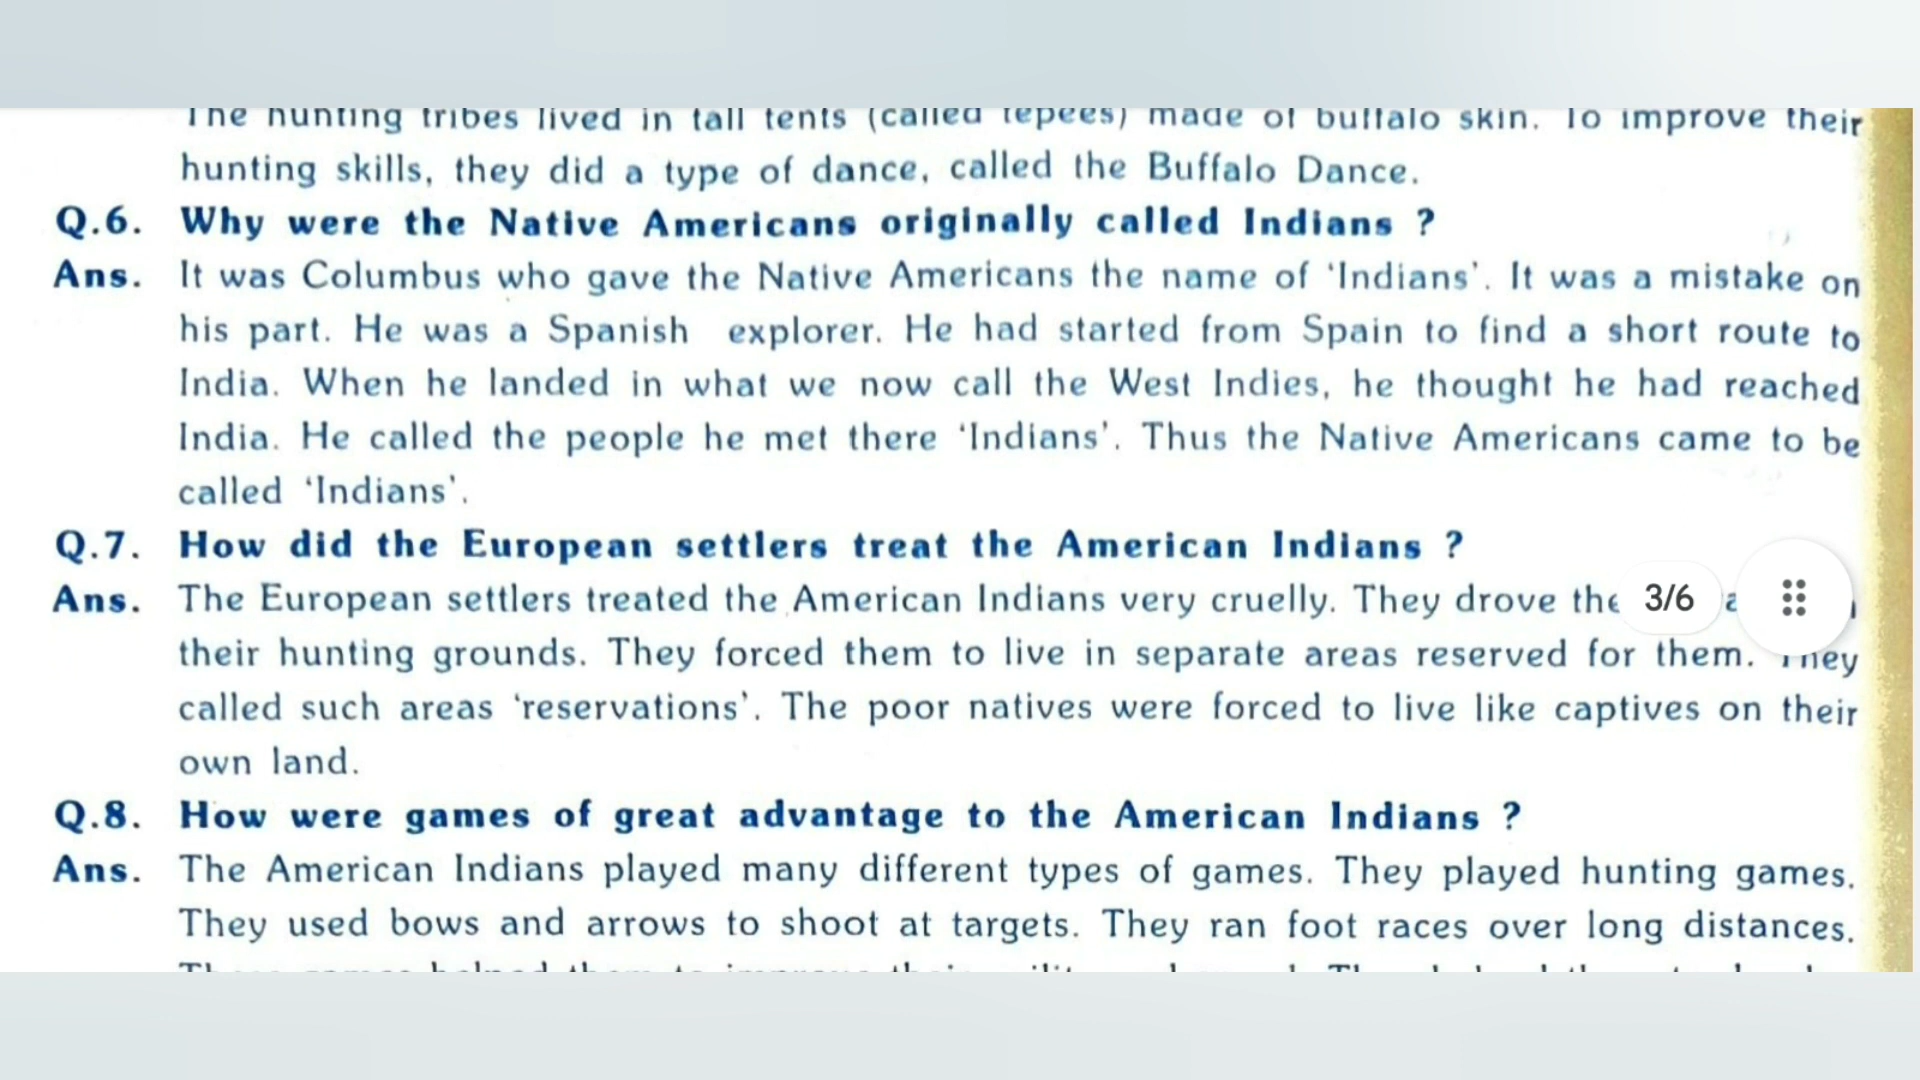 The hunting tribes lived in tall tents (called tepees) made of buffalo skin. To improve their
hunting skills, they did a type of dance, called the Buffalo Dance.
Q.6. Why were the Native Americans originally called Indians ?
Ans. It was Columbus who gave the Native Americans the name of ‘Indians’. It was a mistake on
his part. He was a Spanish explorer. He had started from Spain to find a short route to
India. When he landed in what we now call the West Indies, he thought he had reached
India. He called the people he met there ‘Indians’. Thus the Native Americans came to be
called ‘Indians’.
Q.7. How did the European settlers treat the American Indians ?
Ans. The European settlers treated the American Indians very cruelly. They drove 3/6
their hunting grounds. They forced them to live in separate areas reserved for them. They
called such areas ‘reservations’. The poor natives were forced to live like captives on their
own land.
Q.8. How were games of great advantage to the American Indians ?
Ans. The American Indians played many different types of games. They played hunting games.
They used bows and arrows to shoot at targets. They ran foot races over long distances.